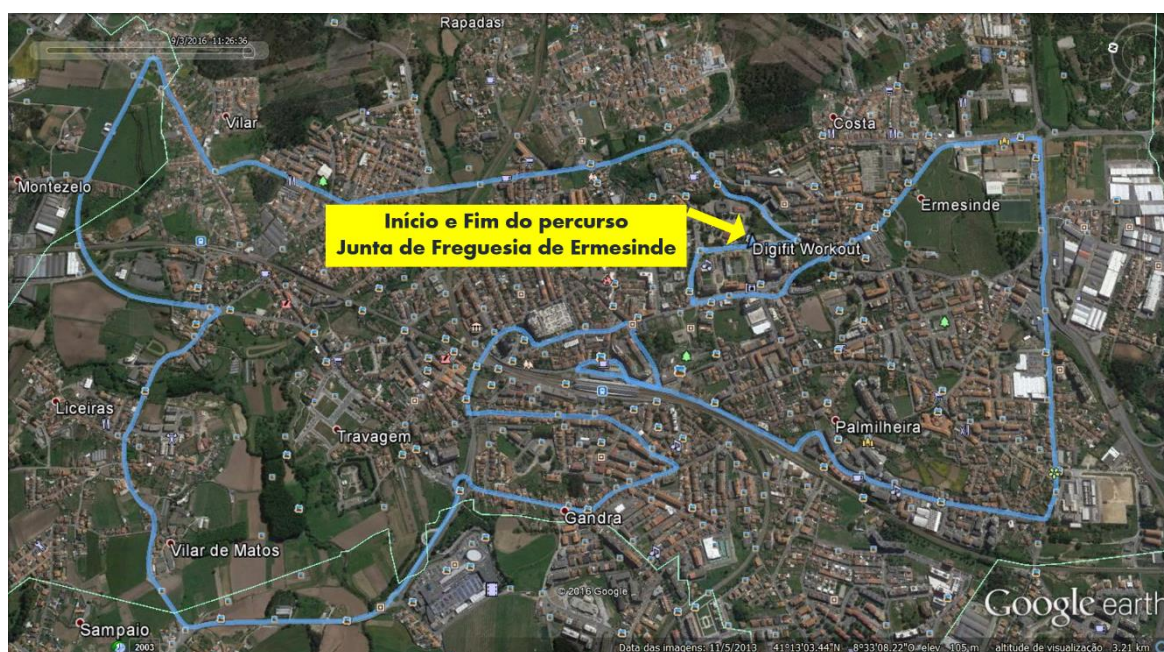 Rapadas
9/3/2016 11:26:36
Vilar
Costa
Montezelo
Ermesinde
Início e Fim do percurso
Junta de Freguesia de Ermesinde
Digifit Workout
Liceiras
Travagem
Palmilheira
Gandra
Vilar de Matos
© 2016 Google
Google earth
Sampaio
2003
Data das imagens: 11/5/2013 41°13'03.44"N 8°33'08.22"O elev 105 m altitude de visualização 3.21 km